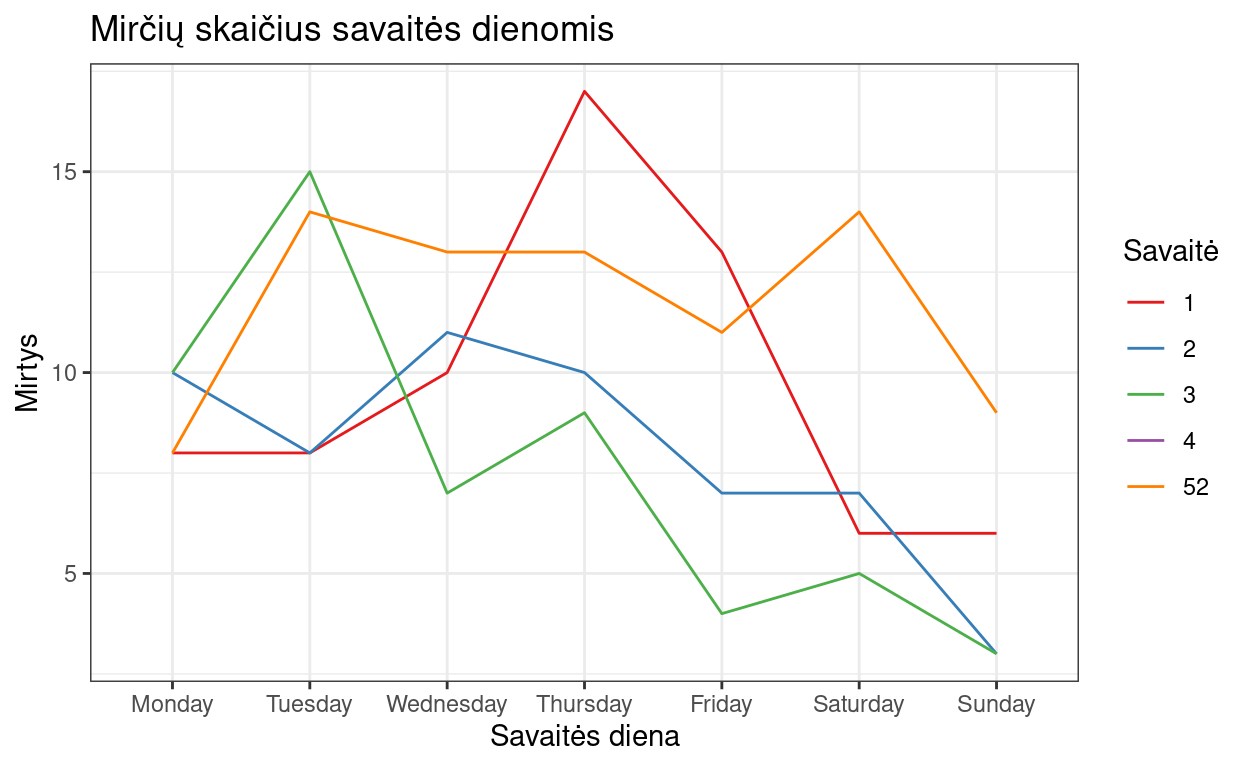 Mirčių skaičius savaitės dienomis
Mirtys
15
10
5
Monday Tuesday Wednesday Thursday Friday Saturday Sunday
Savaitės diena
Savaitė
1
2
3
4
52